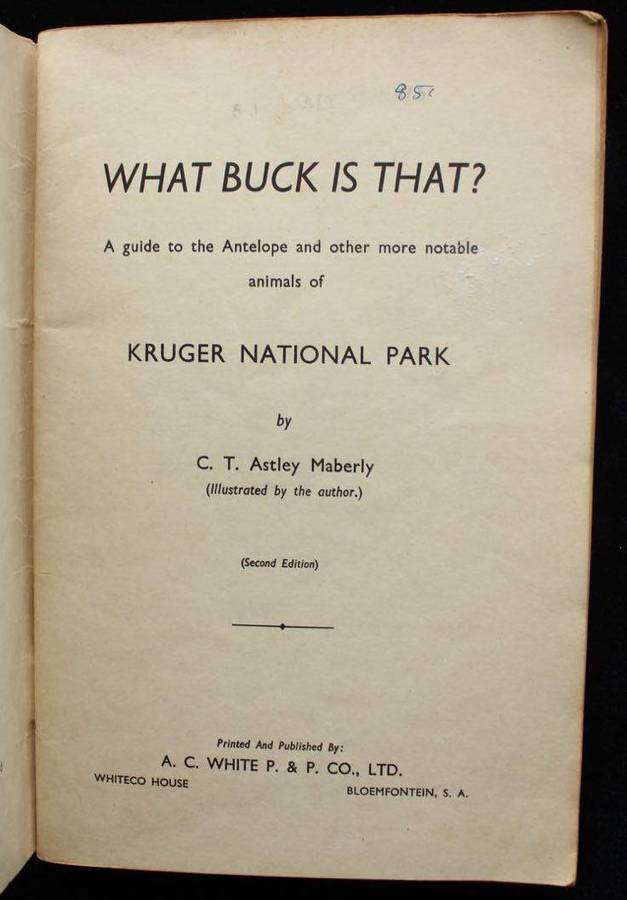 85c
WHAT BUCK IS THAT?
A guide to the Antelope and other more notable
animals of
KRUGER NATIONAL PARK
by
C. T. Astley Maberly
(Illustrated by the author.)
(Second Edition)
Printed And Published By:
A. C. WHITE P. & P. CO., LTD.
WHITECO HOUSE
BLOEMFONTEIN, S. A.